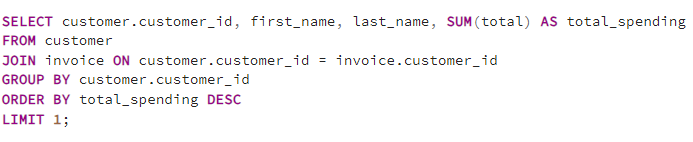 SELECT customer.customer_id, first_name, last_name, SUM(total) AS total_spending
FROM customer
JOIN invoice ON customer.customer_id = invoice.customer_id
GROUP BY customer.customer_id
ORDER BY total_spending DESC
LIMIT 1;